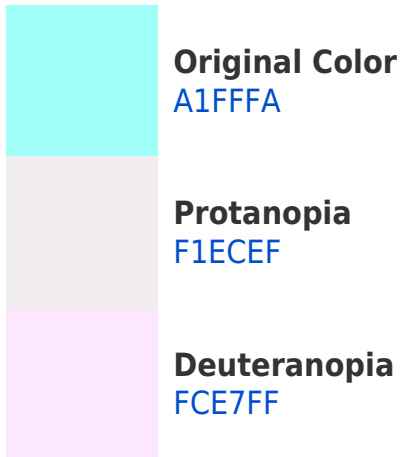 Original Color
A1FFFA
Protanopia
F1ECEF
Deuteranopia
FCE7FF